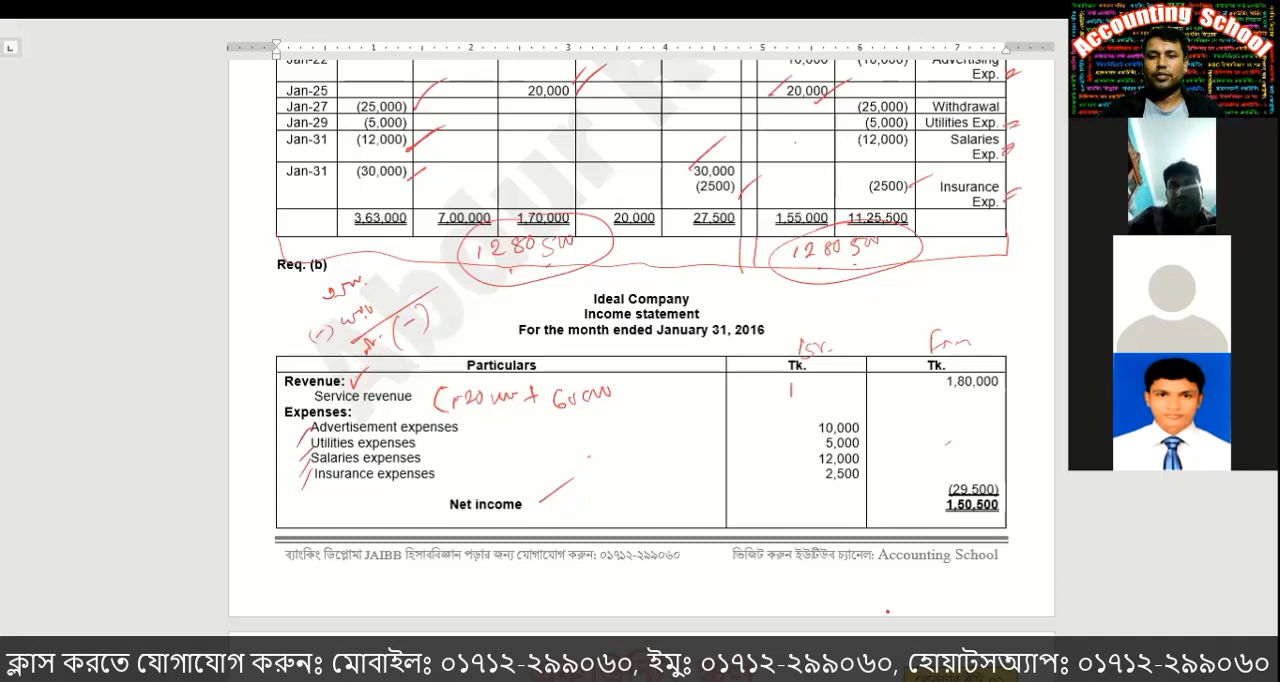 Accounting School
Jan-22 10,000 (10,000) Advertising
Exp.
Jan-25 20,000 20,000
Jan-27 (25,000) (25,000) Withdrawal
Jan-29 (5,000) (5,000) Utilities Exp.
Jan-31 (12,000) (12,000) Salaries
Exp.
Jan-31 (30,000) 30,000
(2500) (2500) Insurance
Exp.
3,63,000 7,00,000 1,70,000 20,000 27,500 1,55,000 11,25,500
1280500 1280500
Req. (b)
Ideal Company
Income statement
For the month ended January 31, 2016
Particulars Tk. Tk.
Revenue: 1,80,000
Service revenue
Expenses:
Advertisement expenses 10,000
Utilities expenses 5,000
Salaries expenses 12,000
Insurance expenses 2,500
(29,500)
Net income 1,50,500
ব্যাংকিং ডিপ্লোমা JAIBB হিসাববিজ্ঞান পড়ার জন্য যোগাযোগ করুন: ০১৭১২-২৯৯০৬০ ভিজিট করুন ইউটিউব চ্যানেল: Accounting School
ক্লাস করতে যোগাযোগ করুনঃ মোবাইলঃ ০১৭১২-২৯৯০৬০, ইমুঃ ০১৭১২-২৯৯০৬০, হোয়াটসঅ্যাপঃ ০১৭১২-২৯৯০৬০